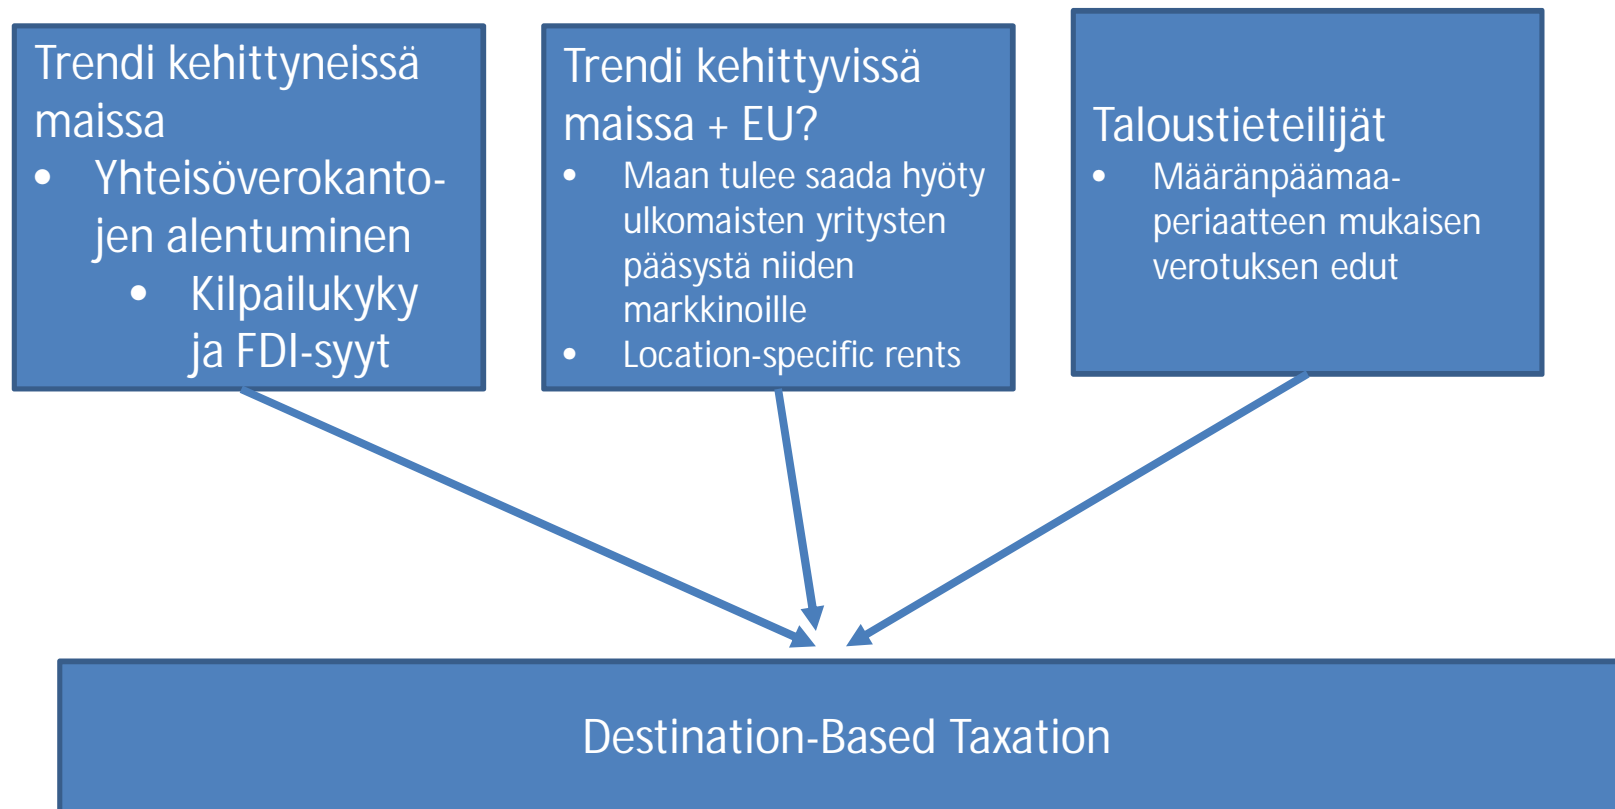 Trendi kehittyneissä
maissa
• Yhteisöverokanto-
jen alentuminen
• Kilpailukyky
ja FDI-syyt
Trendi kehittyvissä
maissa + EU?
• Maan tulee saada hyöty
ulkomaisten yritysten
pääsystä niiden
markkinoille
• Location-specific rents
Taloustieteilijät
• Määränpäämaa-
periaatteen mukaisen
verotuksen edut
Destination-Based Taxation